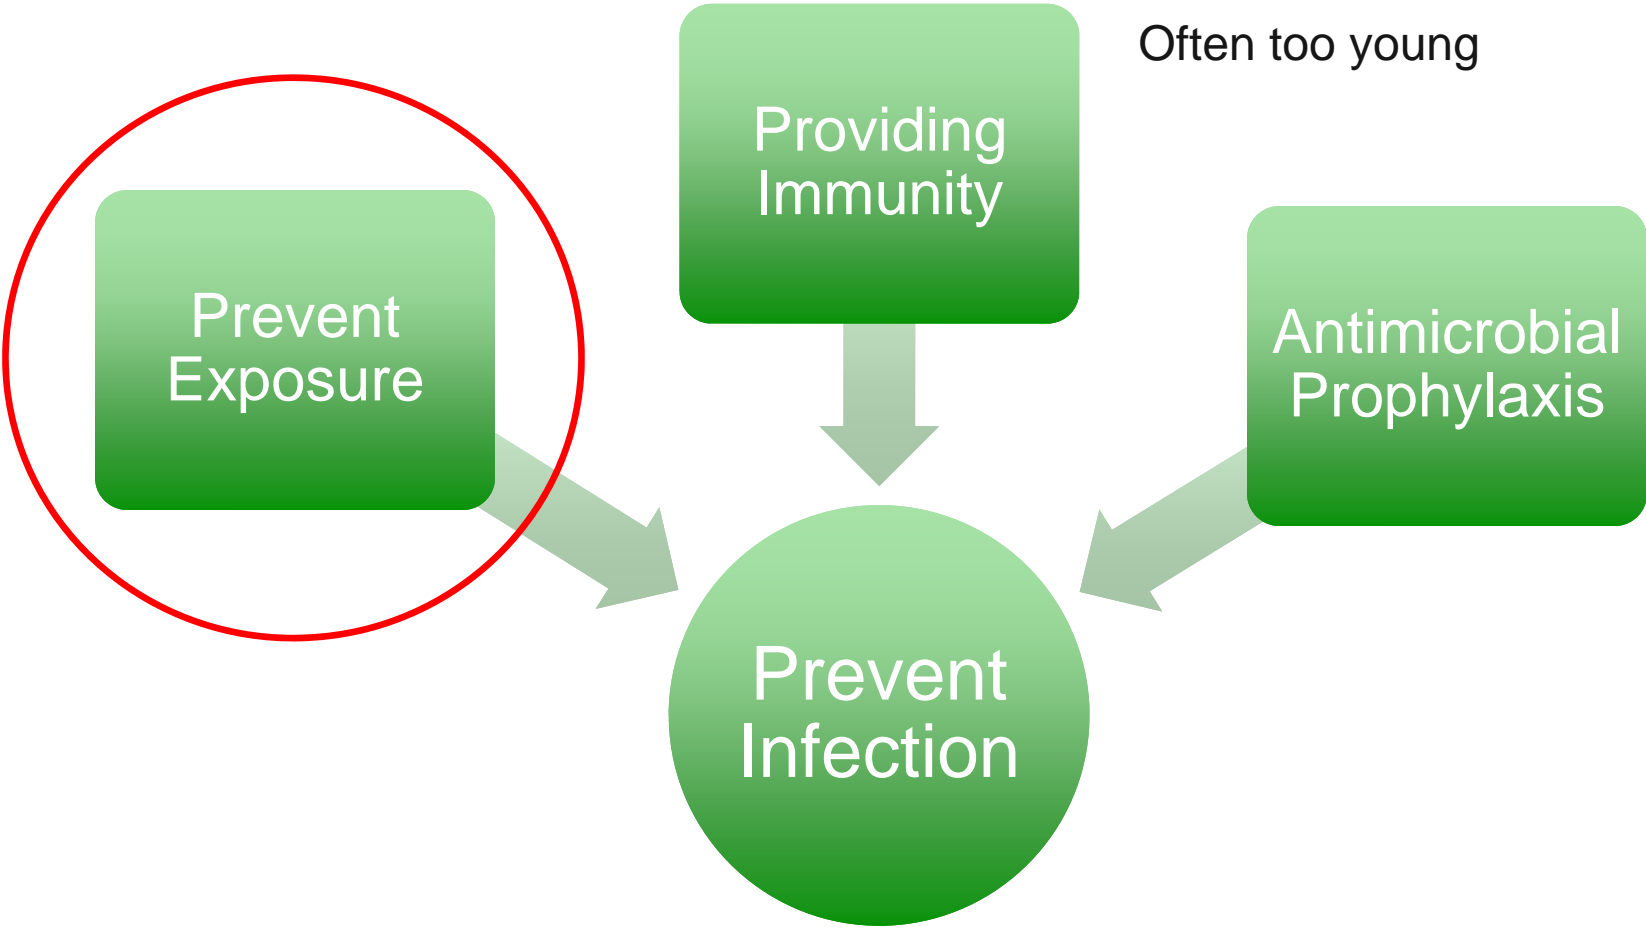 Often too young
Providing
Immunity
Prevent
Exposure
Antimicrobial
Prophylaxis
Prevent
Infection